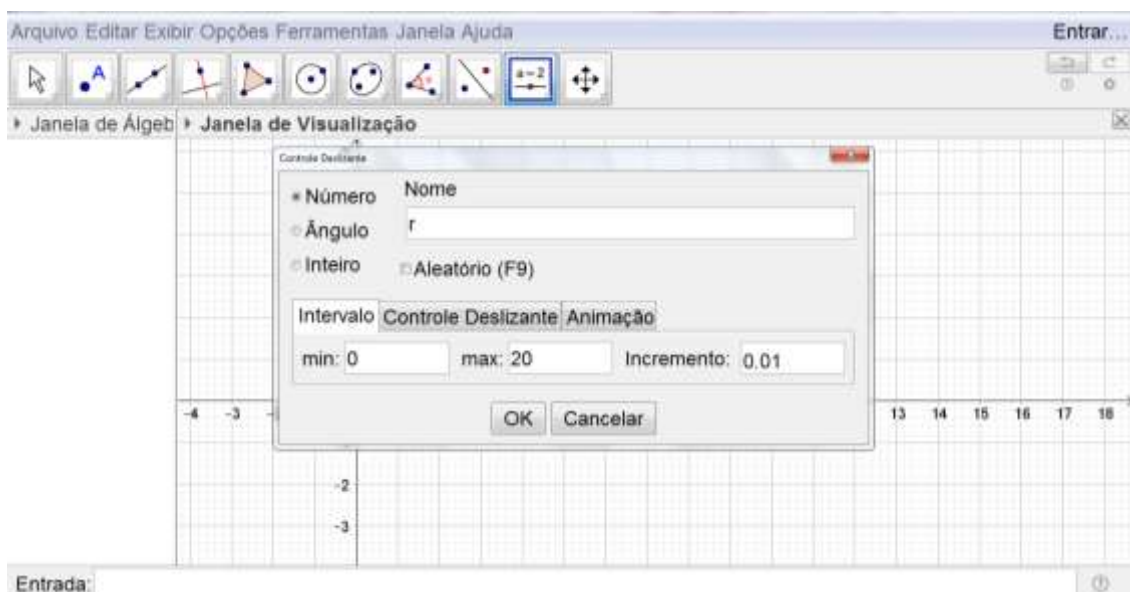 Arquivo Editar Exibir Opções Ferramentas Janela Ajuda
Entrar...
A
a=2
Janela de Álgeb
Janela de Visualização
Controle Deslizante
Número
Nome
r
Ângulo
Inteiro
Aleatório (F9)
Intervalo Controle Deslizante Animação
min: 0 max: 20 Incremento: 0.01
OK Cancelar
-4 -3 13 14 15 16 17 18
-2
-3
Entrada: